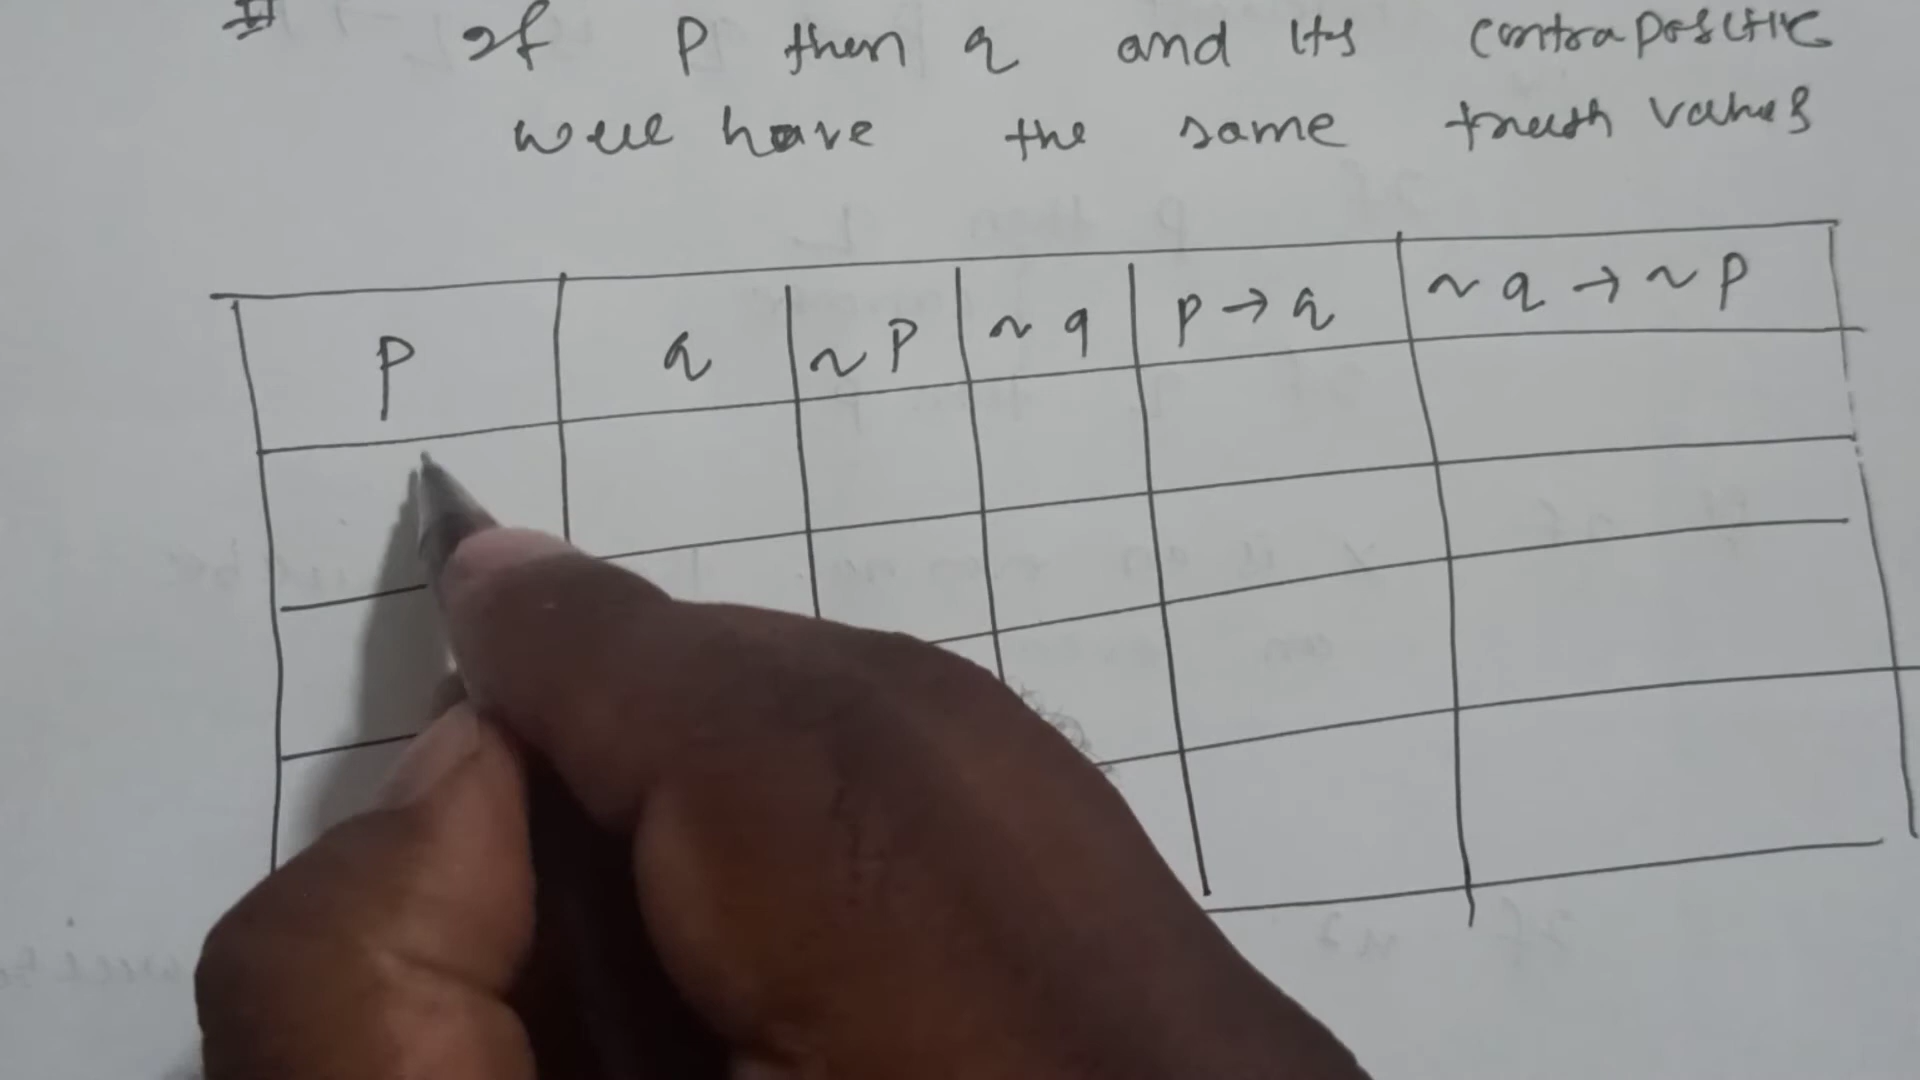 If P then q and its contrapositive
will have the same truth values
P q ~P ~q P→q ~q→~P